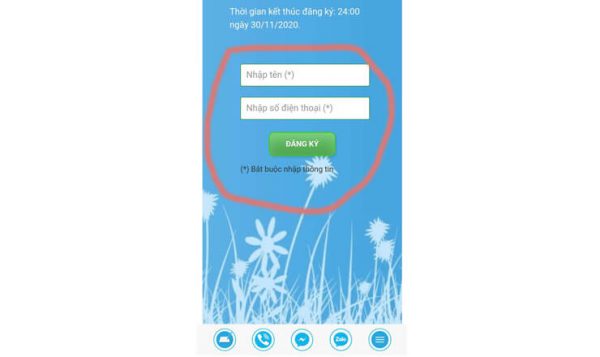 Thời gian kết thúc đăng ký: 24:00
ngày 30/11/2020.
Nhập tên (*)
Nhập số điện thoại (*)
ĐĂNG KÝ
(*) Bắt buộc nhập thông tin
Zalo